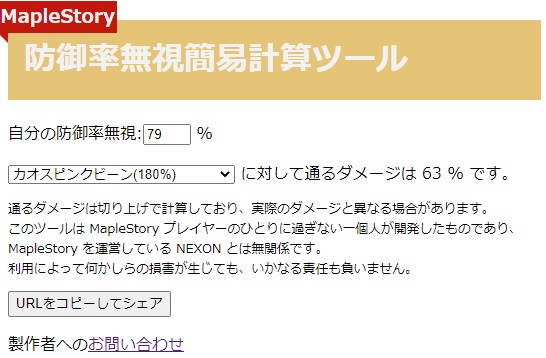 MapleStory
防御率無視簡易計算ツール
自分の防御率無視: 79 %
カオスピンクビーン(180%) に対して通るダメージは 63 % です。
通るダメージは切り上げで計算しており、実際のダメージと異なる場合があります。
このツールは MapleStory プレイヤーのひとりに過ぎない一個人が開発したものであり、
MapleStory を運営している NEXON とは無関係です。
利用によって何かしらの損害が生じても、いかなる責任も負いません。
URLをコピーしてシェア
製作者へのお問い合わせ